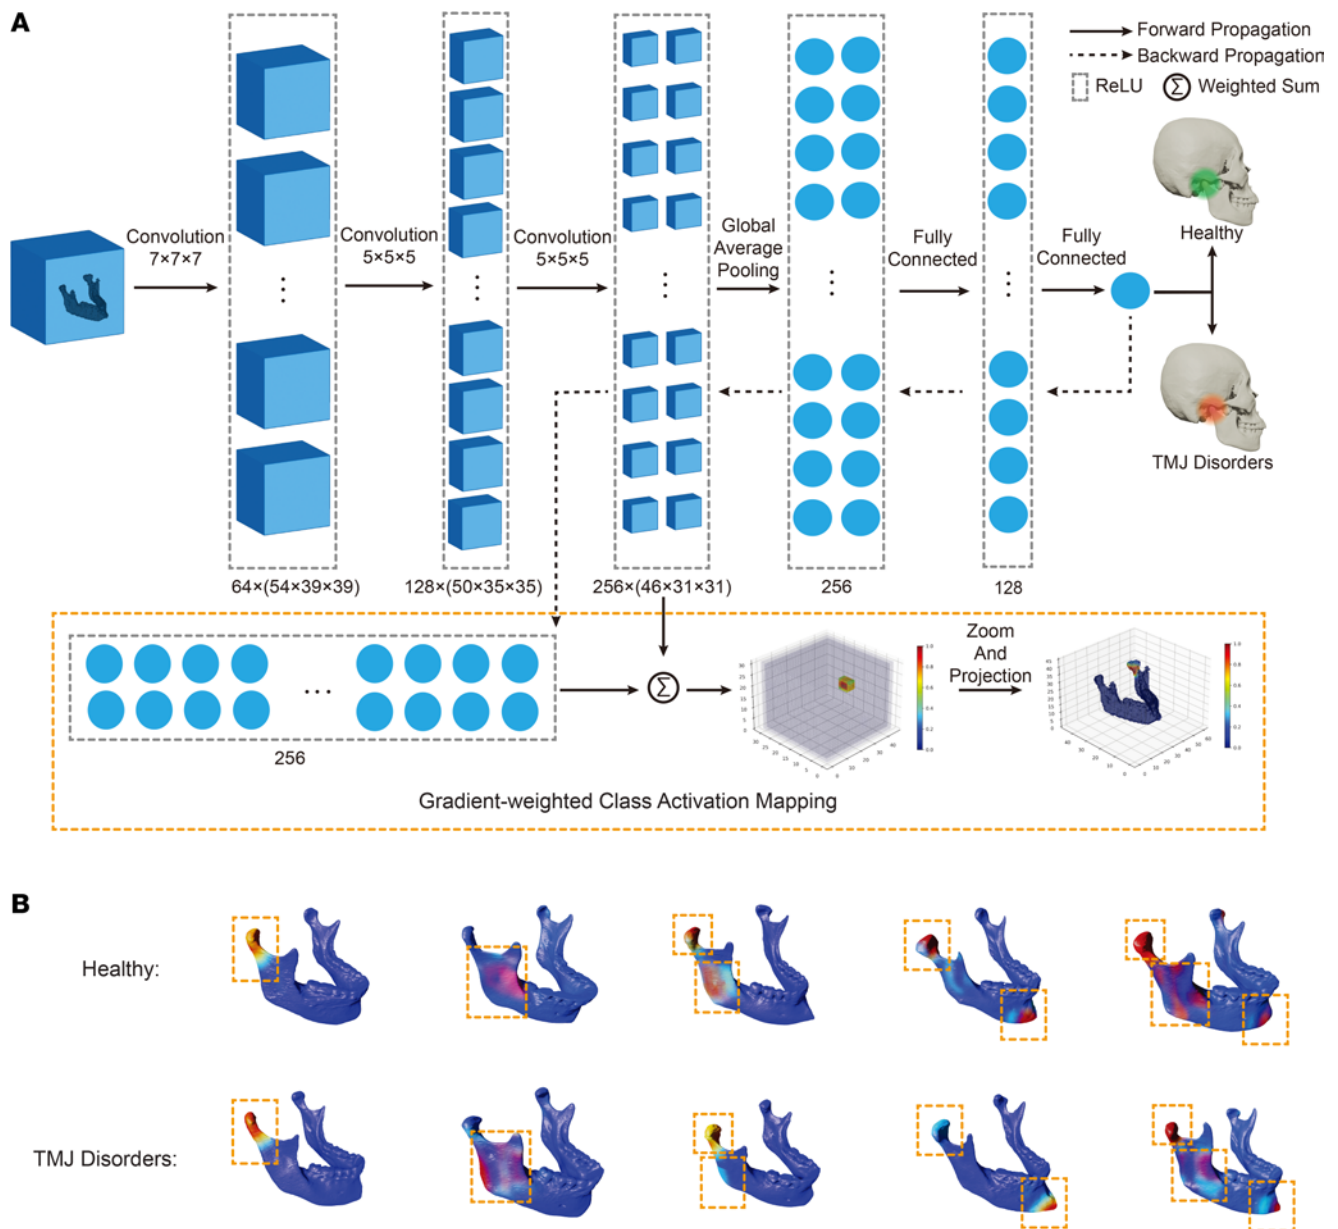 A
Forward Propagation
Backward Propagation
ReLU
Σ Weighted Sum
Convolution
7×7×7
Convolution
5×5×5
Convolution
5×5×5
Global
Average
Pooling
Fully
Connected
Fully
Connected
Healthy
TMJ Disorders
64×(54×39×39)
128×(50×35×35)
256×(46×31×31)
256
128
256
Σ
Zoom
And
Projection
Gradient-weighted Class Activation Mapping
B
Healthy:
TMJ Disorders: